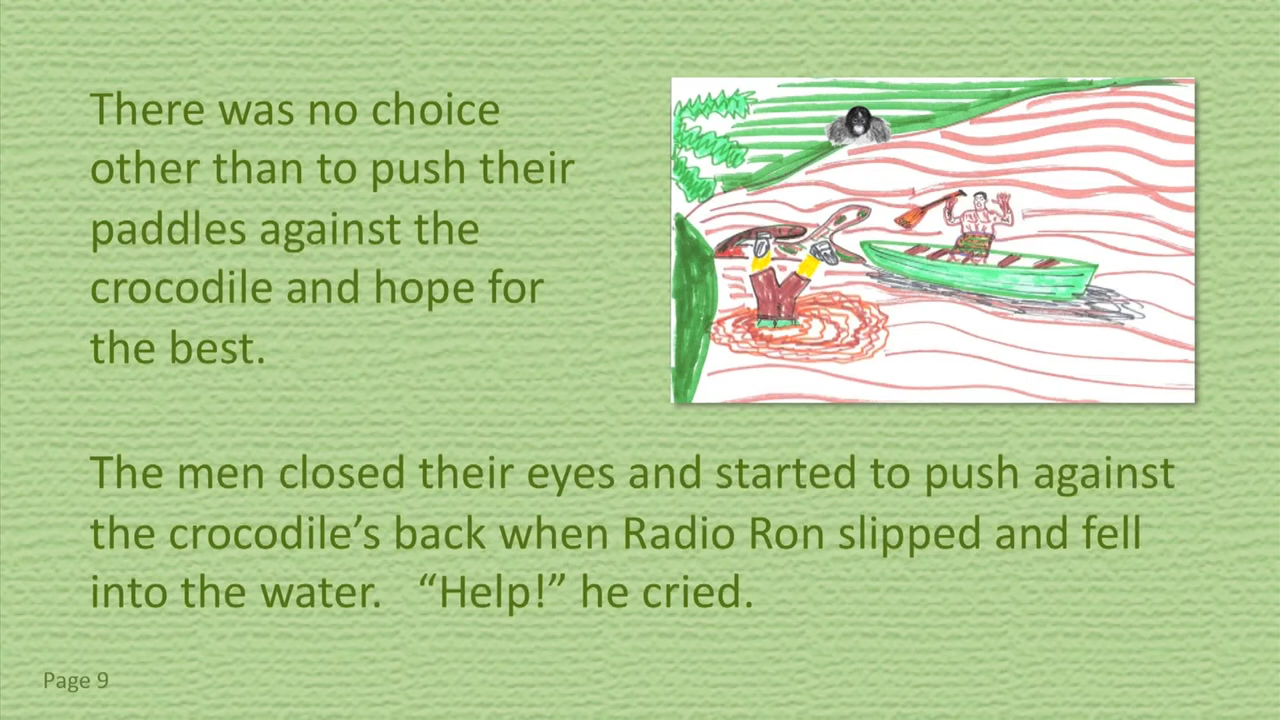 There was no choice
other than to push their
paddles against the
crocodile and hope for
the best.
The men closed their eyes and started to push against
the crocodile’s back when Radio Ron slipped and fell
into the water.   “Help!” he cried.
Page 9